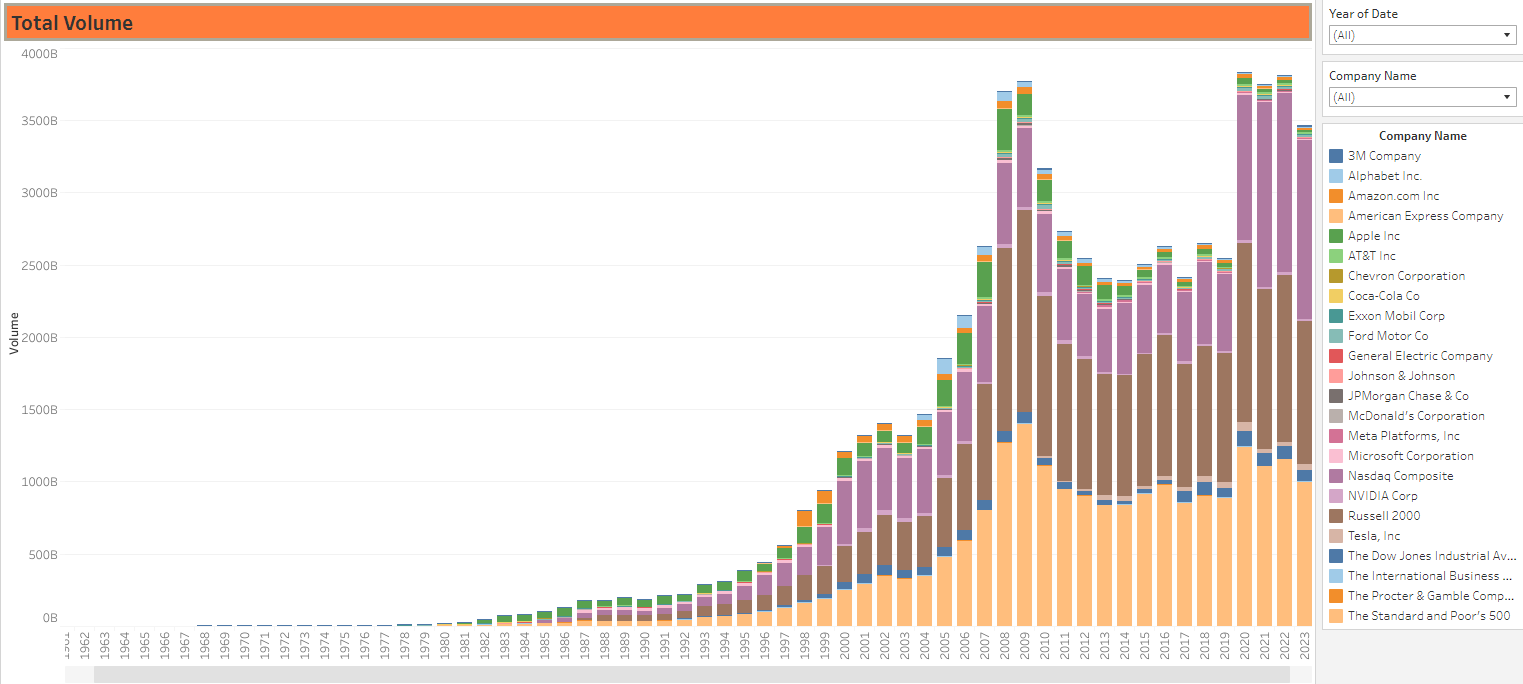 Total Volume
Year of Date
(All)
Company Name
(All)
Company Name
3M Company
Alphabet Inc.
Amazon.com Inc
American Express Company
Apple Inc
AT&T Inc
Chevron Corporation
Coca-Cola Co
Exxon Mobil Corp
Ford Motor Co
General Electric Company
Johnson & Johnson
JPMorgan Chase & Co
McDonald's Corporation
Meta Platforms, Inc
Microsoft Corporation
Nasdaq Composite
NVIDIA Corp
Russell 2000
Tesla, Inc
The Dow Jones Industrial Av...
The International Business ...
The Procter & Gamble Comp...
The Standard and Poor's 500
Volume
4000B
3500B
3000B
2500B
2000B
1500B
1000B
500B
0B
1962
1963
1964
1965
1966
1967
1968
1969
1970
1971
1972
1973
1974
1975
1976
1977
1978
1979
1980
1981
1982
1983
1984
1985
1986
1987
1988
1989
1990
1991
1992
1993
1994
1995
1996
1997
1998
1999
2000
2001
2002
2003
2004
2005
2006
2007
2008
2009
2010
2011
2012
2013
2014
2015
2016
2017
2018
2019
2020
2021
2022
2023